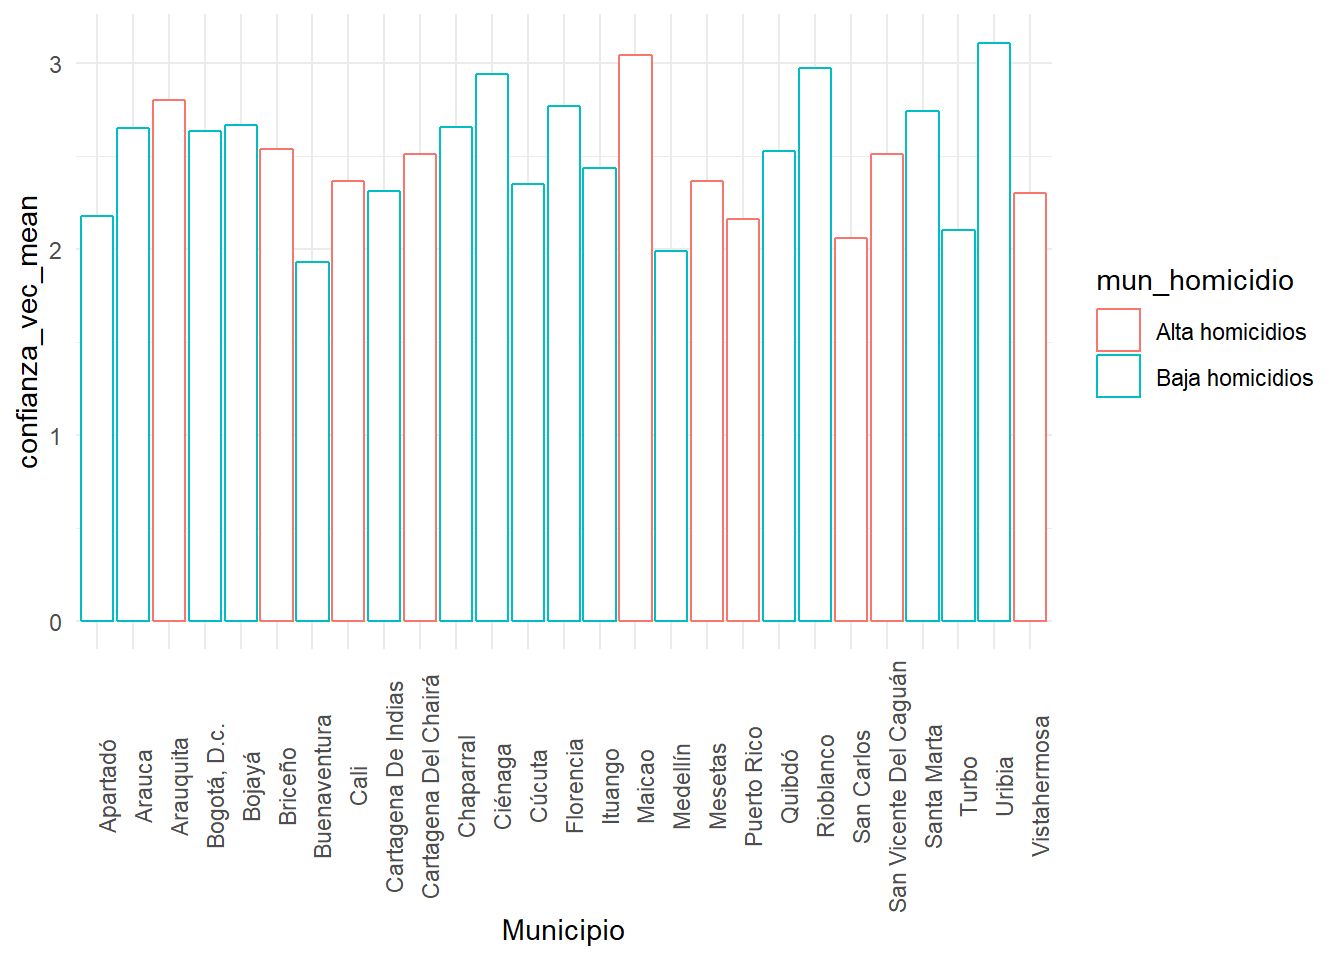 confianza_vec_mean
3
2
1
0
Apartadó
Arauca
Arauquita
Bogotá, D.c.
Bojayá
Briceño
Buenaventura
Cali
Cartagena De Indias
Cartagena Del Chairá
Chaparral
Ciénaga
Cúcuta
Florencia
Ituango
Maicao
Medellín
Mesetas
Puerto Rico
Quibdó
Rioblanco
San Carlos
San Vicente Del Caguán
Santa Marta
Turbo
Uribia
Vistahermosa
Municipio
mun_homicidio
Alta homicidios
Baja homicidios